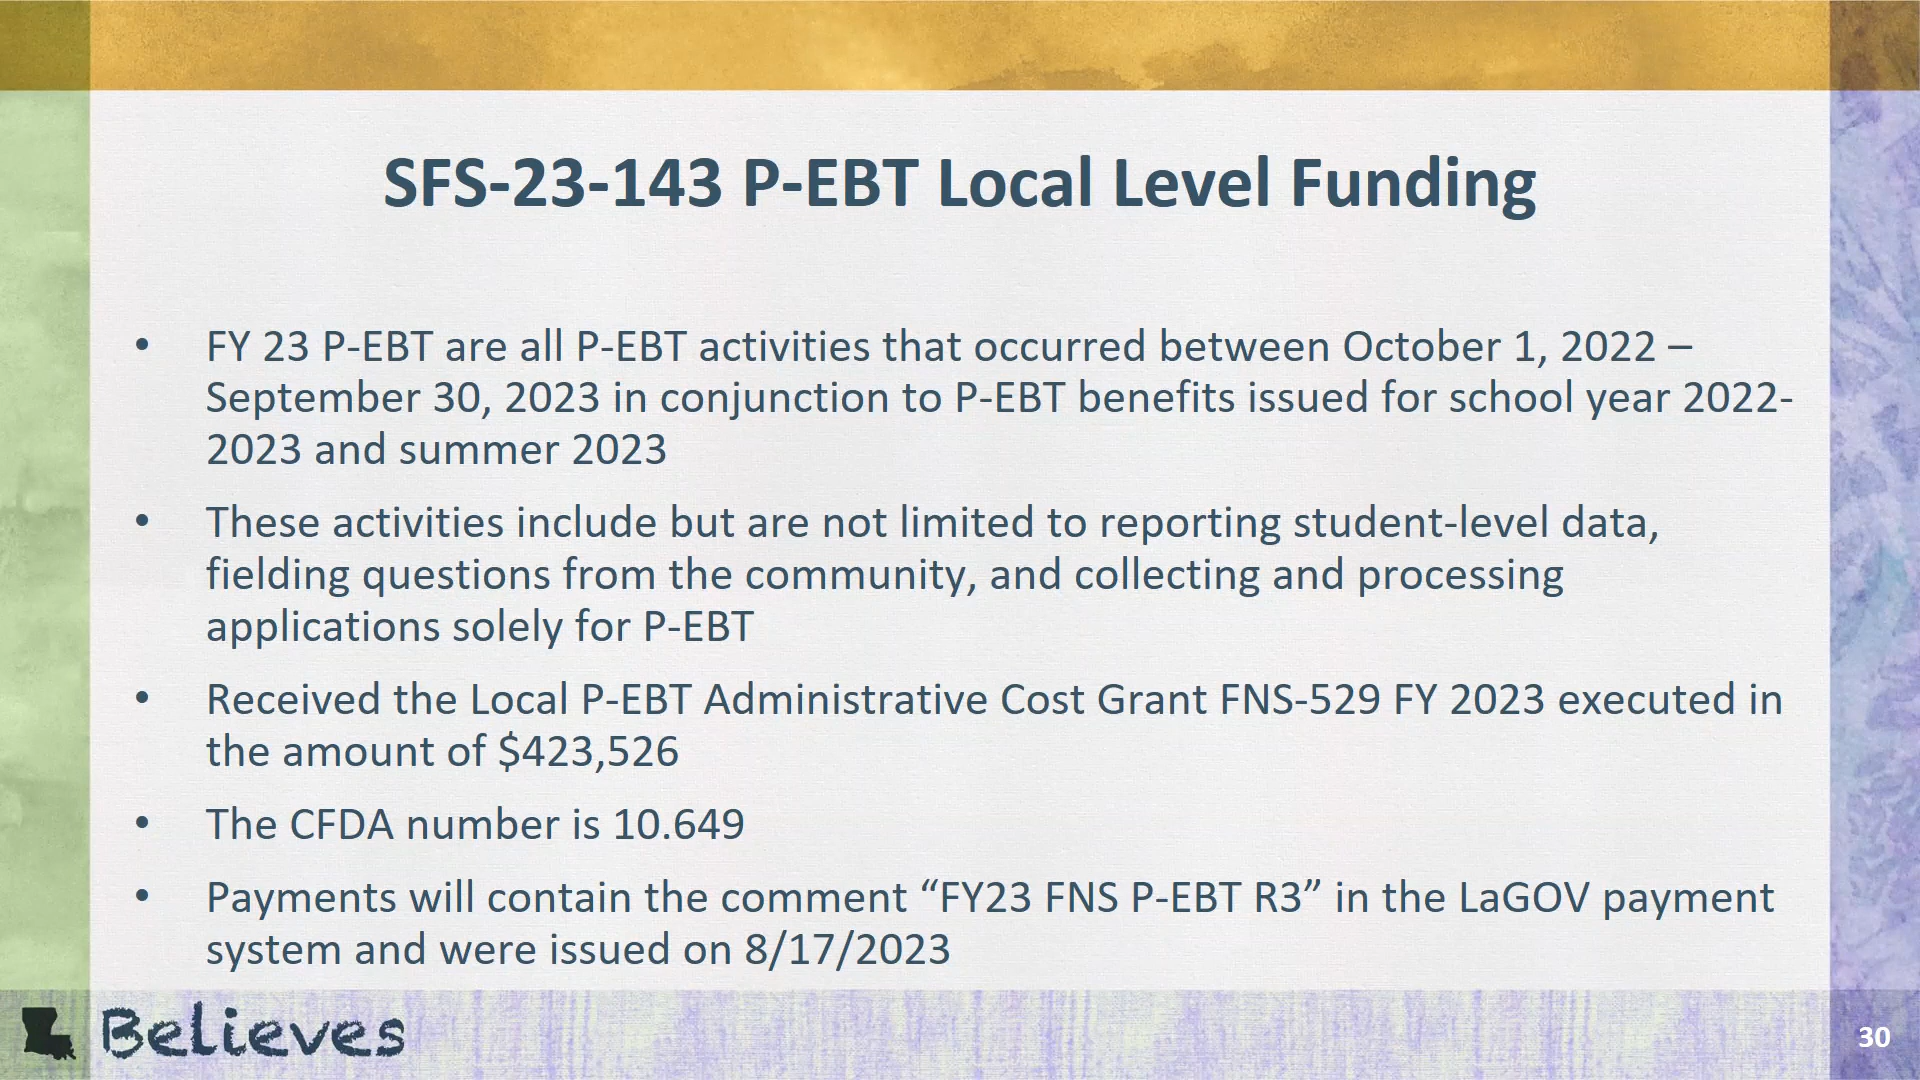 SFS-23-143 P-EBT Local Level Funding
• FY 23 P-EBT are all P-EBT activities that occurred between October 1, 2022 –
September 30, 2023 in conjunction to P-EBT benefits issued for school year 2022-
2023 and summer 2023
• These activities include but are not limited to reporting student-level data,
fielding questions from the community, and collecting and processing
applications solely for P-EBT
• Received the Local P-EBT Administrative Cost Grant FNS-529 FY 2023 executed in
the amount of $423,526
• The CFDA number is 10.649
• Payments will contain the comment “FY23 FNS P-EBT R3” in the LaGOV payment
system and were issued on 8/17/2023
Believes
30